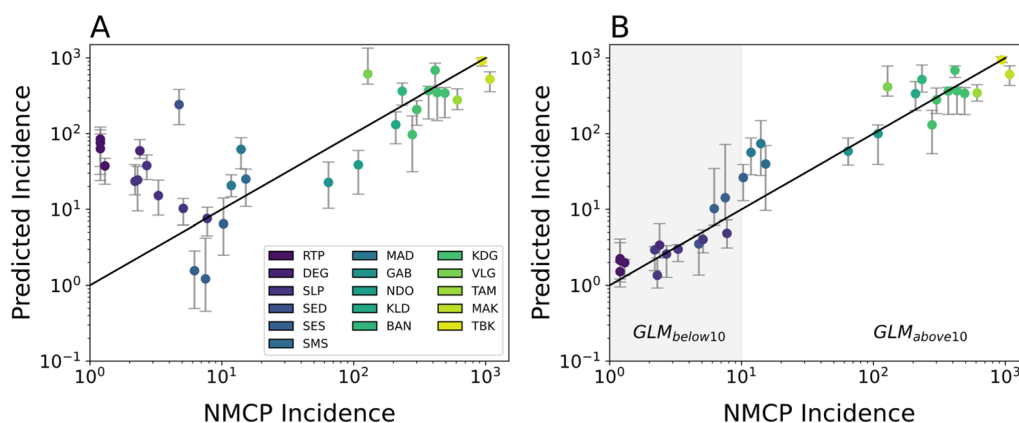 A
B
Predicted Incidence
10^3
10^2
10^1
10^0
10^-1
RTP
DEG
SLP
SED
SES
SMS
MAD
GAB
NDO
KLD
BAN
KDG
VLG
TAM
MAK
TBK
10^0
10^1
10^2
10^3
NMCP Incidence
Predicted Incidence
10^3
10^2
10^1
10^0
10^-1
GLM_below10
GLM_above10
10^0
10^1
10^2
10^3
NMCP Incidence